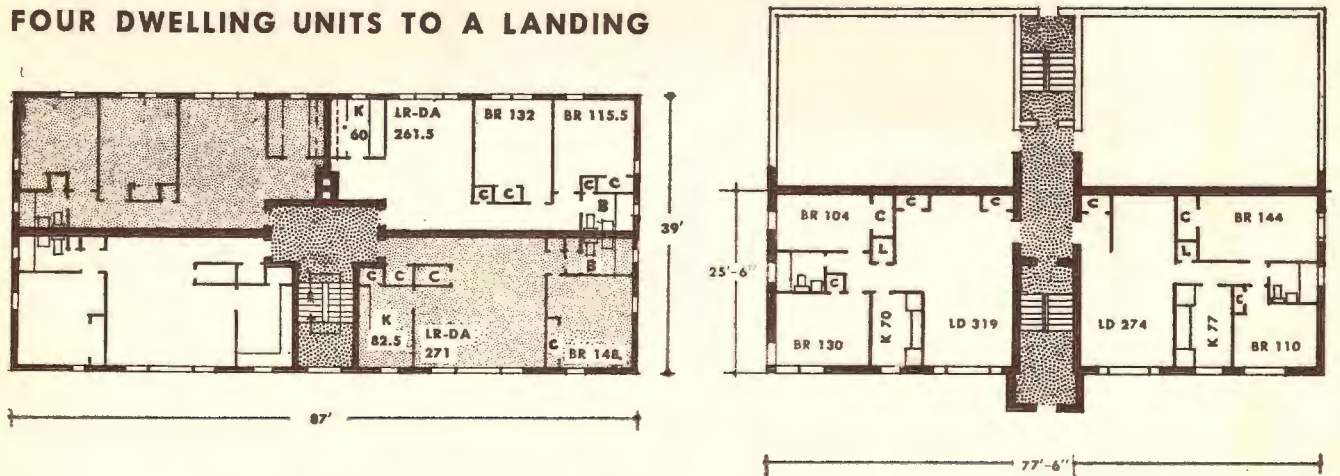 FOUR DWELLING UNITS TO A LANDING
K
60
LR-DA
261.5
BR 132
BR 115.5
C C
C C
B
B
C C C
K
82.5
LR-DA
271
C
BR 148
39'
87'
BR 104
C
L
C
BR 130
K 70
LD 319
C
L
BR 144
LD 274
K 77
C
BR 110
25'-6"
77'-6"